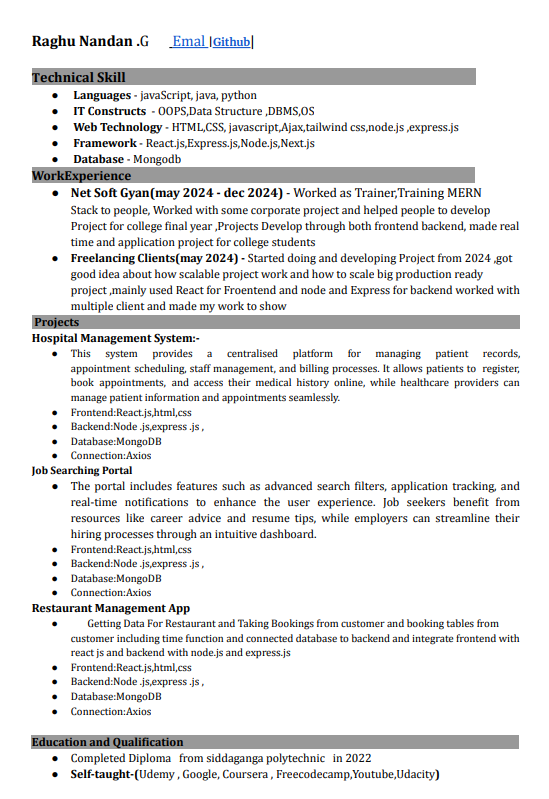 Raghu Nandan .G Emal |Github|
Technical Skill
● Languages - javaScript, java, python
● IT Constructs - OOPS,Data Structure ,DBMS,OS
● Web Technology - HTML,CSS, javascript,Ajax,tailwind css,node.js ,express.js
● Framework - React.js,Express.js,Node.js,Next.js
● Database - Mongodb
WorkExperience
● Net Soft Gyan(may 2024 - dec 2024) - Worked as Trainer,Training MERN
Stack to people, Worked with some corporate project and helped people to develop
Project for college final year ,Projects Develop through both frontend backend, made real
time and application project for college students
● Freelancing Clients(may 2024) - Started doing and developing Project from 2024 ,got
good idea about how scalable project work and how to scale big production ready
project ,mainly used React for Froentend and node and Express for backend worked with
multiple client and made my work to show
Projects
Hospital Management System:-
● This system provides a centralised platform for managing patient records,
appointment scheduling, staff management, and billing processes. It allows patients to register,
book appointments, and access their medical history online, while healthcare providers can
manage patient information and appointments seamlessly.
● Frontend:React.js,html,css
● Backend:Node .js,express .js ,
● Database:MongoDB
● Connection:Axios
Job Searching Portal
● The portal includes features such as advanced search filters, application tracking, and
real-time notifications to enhance the user experience. Job seekers benefit from
resources like career advice and resume tips, while employers can streamline their
hiring processes through an intuitive dashboard.
● Frontend:React.js,html,css
● Backend:Node .js,express .js ,
● Database:MongoDB
● Connection:Axios
Restaurant Management App
● Getting Data For Restaurant and Taking Bookings from customer and booking tables from
customer including time function and connected database to backend and integrate frontend with
react js and backend with node.js and express.js
● Frontend:React.js,html,css
● Backend:Node .js,express .js ,
● Database:MongoDB
● Connection:Axios
Education and Qualification
● Completed Diploma from siddaganga polytechnic in 2022
● Self-taught-(Udemy , Google, Coursera , Freecodecamp,Youtube,Udacity)